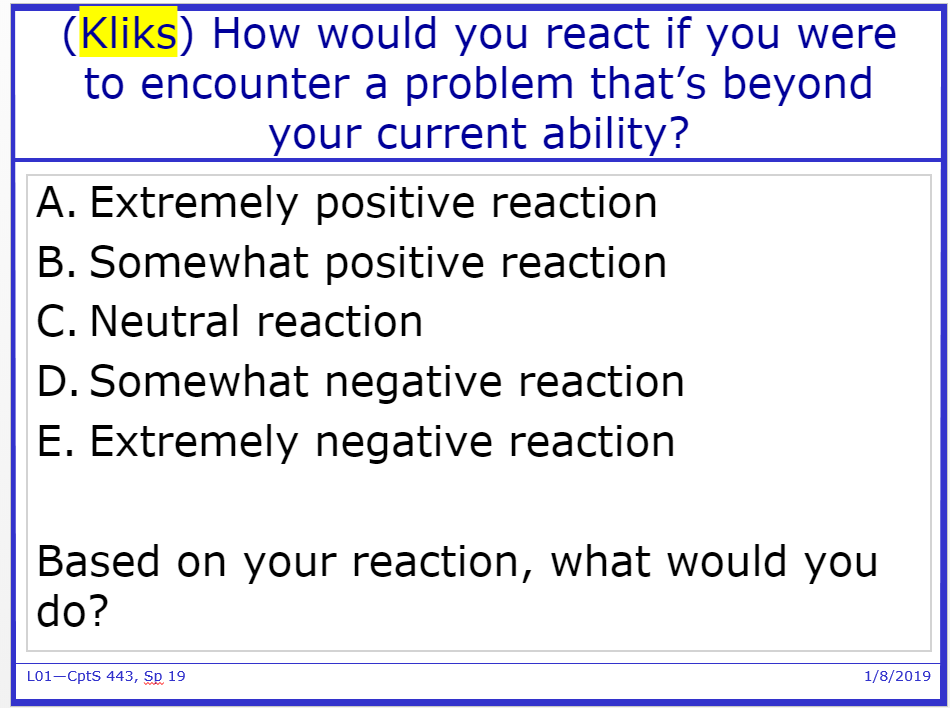 (Kliks) How would you react if you were
to encounter a problem that’s beyond
your current ability?
A. Extremely positive reaction
B. Somewhat positive reaction
C. Neutral reaction
D. Somewhat negative reaction
E. Extremely negative reaction
Based on your reaction, what would you
do?
L01—CptS 443, Sp 19 1/8/2019